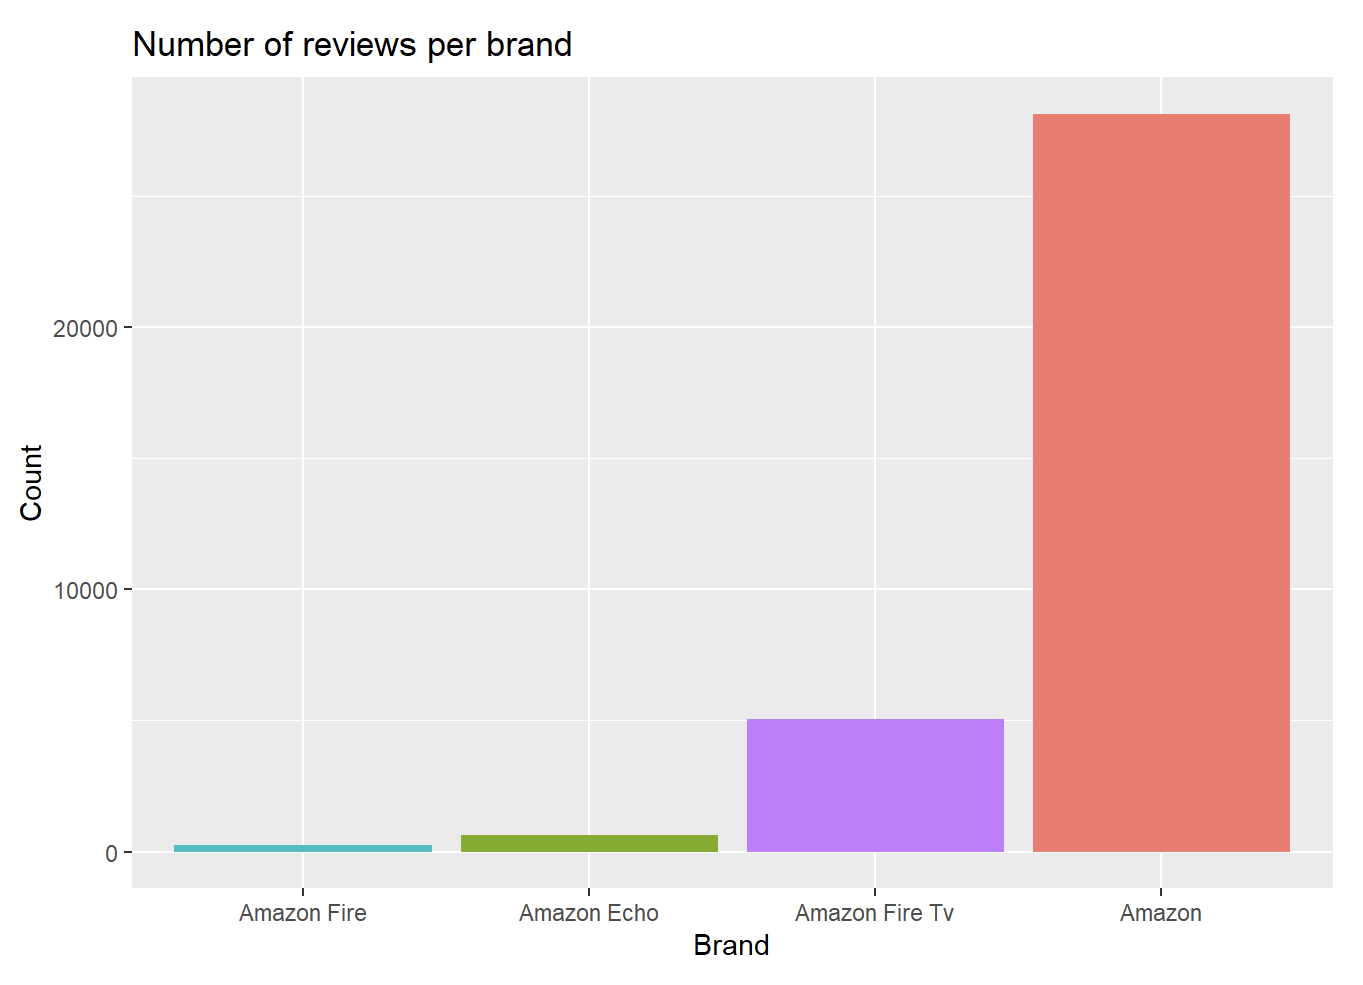 Number of reviews per brand
20000
10000
0
Count
Amazon Fire
Amazon Echo
Amazon Fire Tv
Amazon
Brand